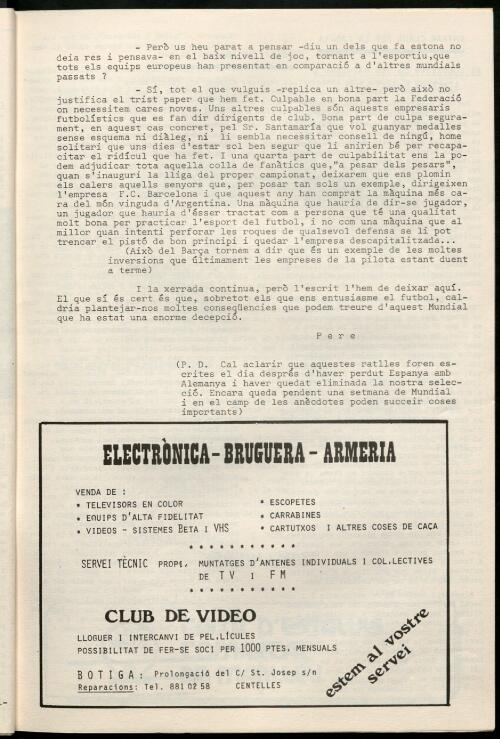 - Però us heu parat a pensar -diu un dels que fa estona no
deia res i pensava- en el baix nivell de joc, tornant a l'esportiu,que
tots els equips europeus han presentat en comparació a d'altres mundials
passats ?
- Sí, tot el que vulguis -replica un altre- però això no
justifica el trist paper que hem fet. Culpable en bona part la Federació
on necessitem cares noves. Uns altres culpables són aquests empresaris
futbolístics que es fan dir dirigents de club. Bona part de culpa segura-
ment, en aquest cas concret, pel Sr. Santamaría que vol guanyar medalles
sense esquema ni diàleg, ni li sembla necessitar consell de ningú, home
solitari que uns dies d'estar sol ben segur que li anirien bé per recapa-
citar el ridícul que ha fet. I una quarta part de culpabilitat ens la po-
dem adjudicar tota aquella colla de fanàtics que,"a pesar dels pesars",
quan s'inauguri la lliga del proper campionat, deixarem que ens plomin
els calers aquells senyors que, per posar tan sols un exemple, dirigeixen
l'empresa F.C. Barcelona i que aquest any han comprat la màquina més ca-
ra del món vinguda d'Argentina. Una màquina que hauria de dir-se jugador,
un jugador que hauria d'ésser tractat com a persona que té una qualitat
molt bona per practicar l'esport del futbol, i no com una màquina que al
millor quan intenti perforar les roques de qualsevol defensa se li pot
trencar el pistó de bon principi i quedar l'empresa descapitalitzada...
(Això del Barça tornem a dir que és un exemple de les moltes
inversions que últimament les empreses de la pilota estant duent
a terme)
I la xerrada continua, però l'escrit l'hem de deixar aquí.
El que sí és cert és que, sobretot els que ens entusiasme el futbol, cal-
dría plantejar-nos moltes conseqüencies que podem treure d'aquest Mundial
que ha estat una enorme decepció.
P e r e
(P. D. Cal aclarir que aquestes ratlles foren es-
crites el dia després d'haver perdut Espanya amb
Alemanya i haver quedat eliminada la nostra selec-
ció. Encara queda pendent una setmana de Mundial
i en el camp de les anècdotes poden succeir coses
importants)
ELECTRÒNICA - BRUGUERA - ARMERIA
VENDA DE :
* TELEVISORS EN COLOR
* EQUIPS D'ALTA FIDELITAT
* VIDEOS - SISTEMES BETA I VHS
* ESCOPETES
* CARRABINES
* CARTUTXOS I ALTRES COSES DE CAÇA
* * * * * * * * * * *
SERVEI TÈCNIC PROPI, MUNTATGES D'ANTENES INDIVIDUALS I COL.LECTIVES
DE TV I FM
* * * * * * * * * * *
CLUB DE VIDEO
LLOGUER I INTERCANVI DE PEL.LÍCULES
POSSIBILITAT DE FER-SE SOCI PER 1000 PTES. MENSUALS
BOTIGA: Prolongació del C/ St. Josep s/n
Reparacions: Tel. 881 02 58 CENTELLES
estem al vostre
servei